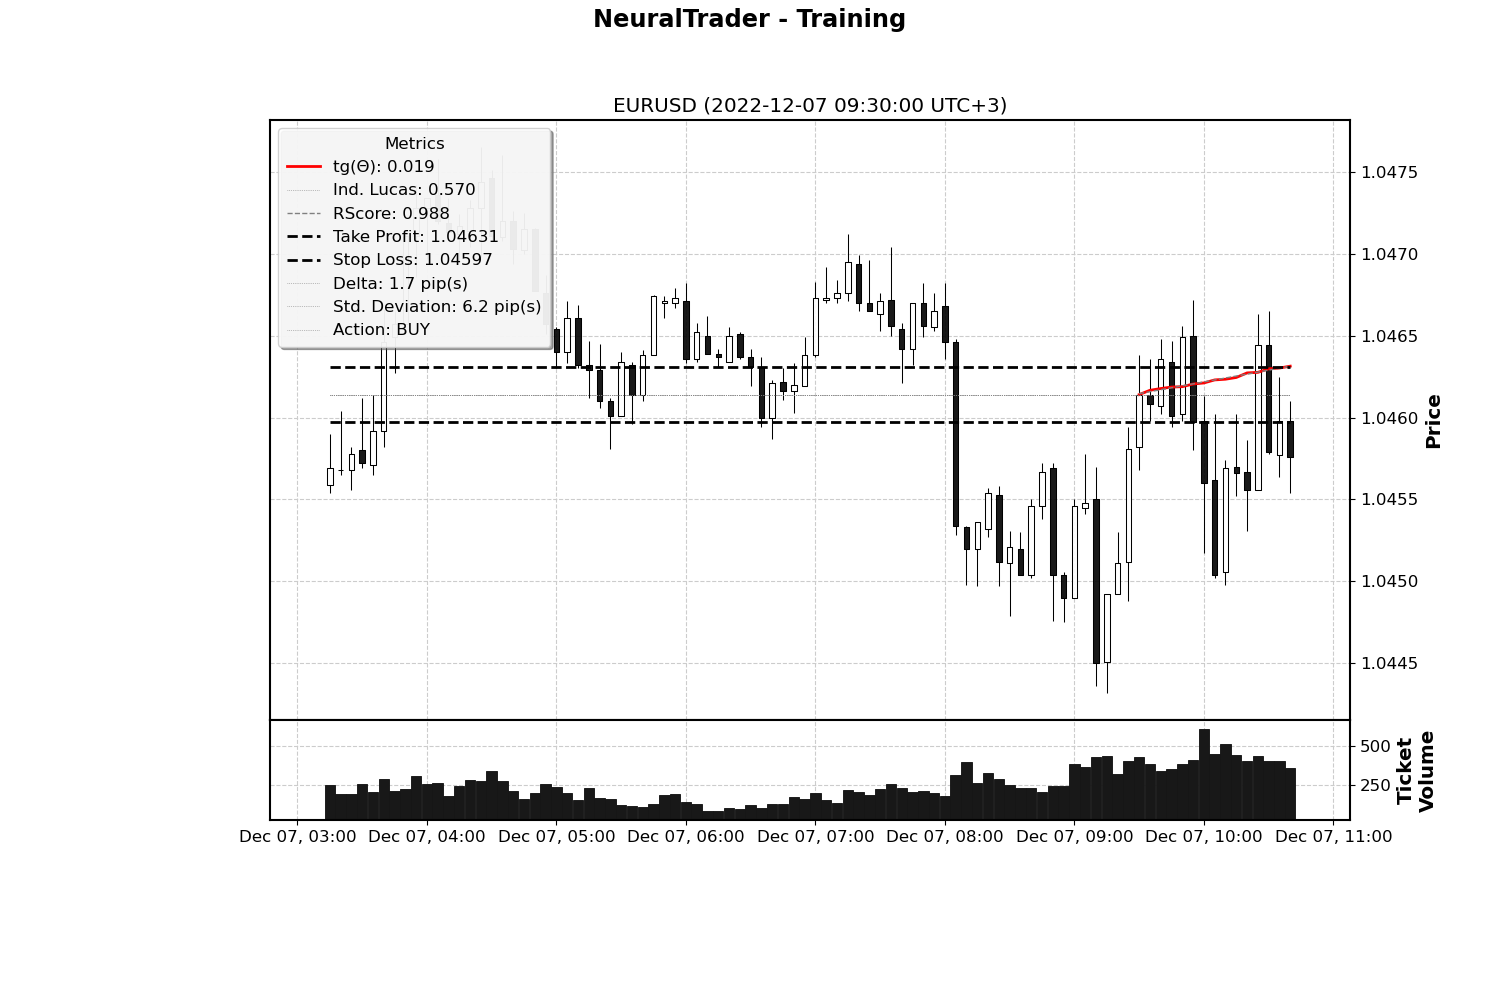 NeuralTrader - Training
EURUSD (2022-12-07 09:30:00 UTC+3)
Metrics
tg(Θ): 0.019
Ind. Lucas: 0.570
RScore: 0.988
Take Profit: 1.04631
Stop Loss: 1.04597
Delta: 1.7 pip(s)
Std. Deviation: 6.2 pip(s)
Action: BUY
1.0475
1.0470
1.0465
1.0460
1.0455
1.0450
1.0445
Price
500
250
Ticket
Volume
Dec 07, 03:00
Dec 07, 04:00
Dec 07, 05:00
Dec 07, 06:00
Dec 07, 07:00
Dec 07, 08:00
Dec 07, 09:00
Dec 07, 10:00
Dec 07, 11:00